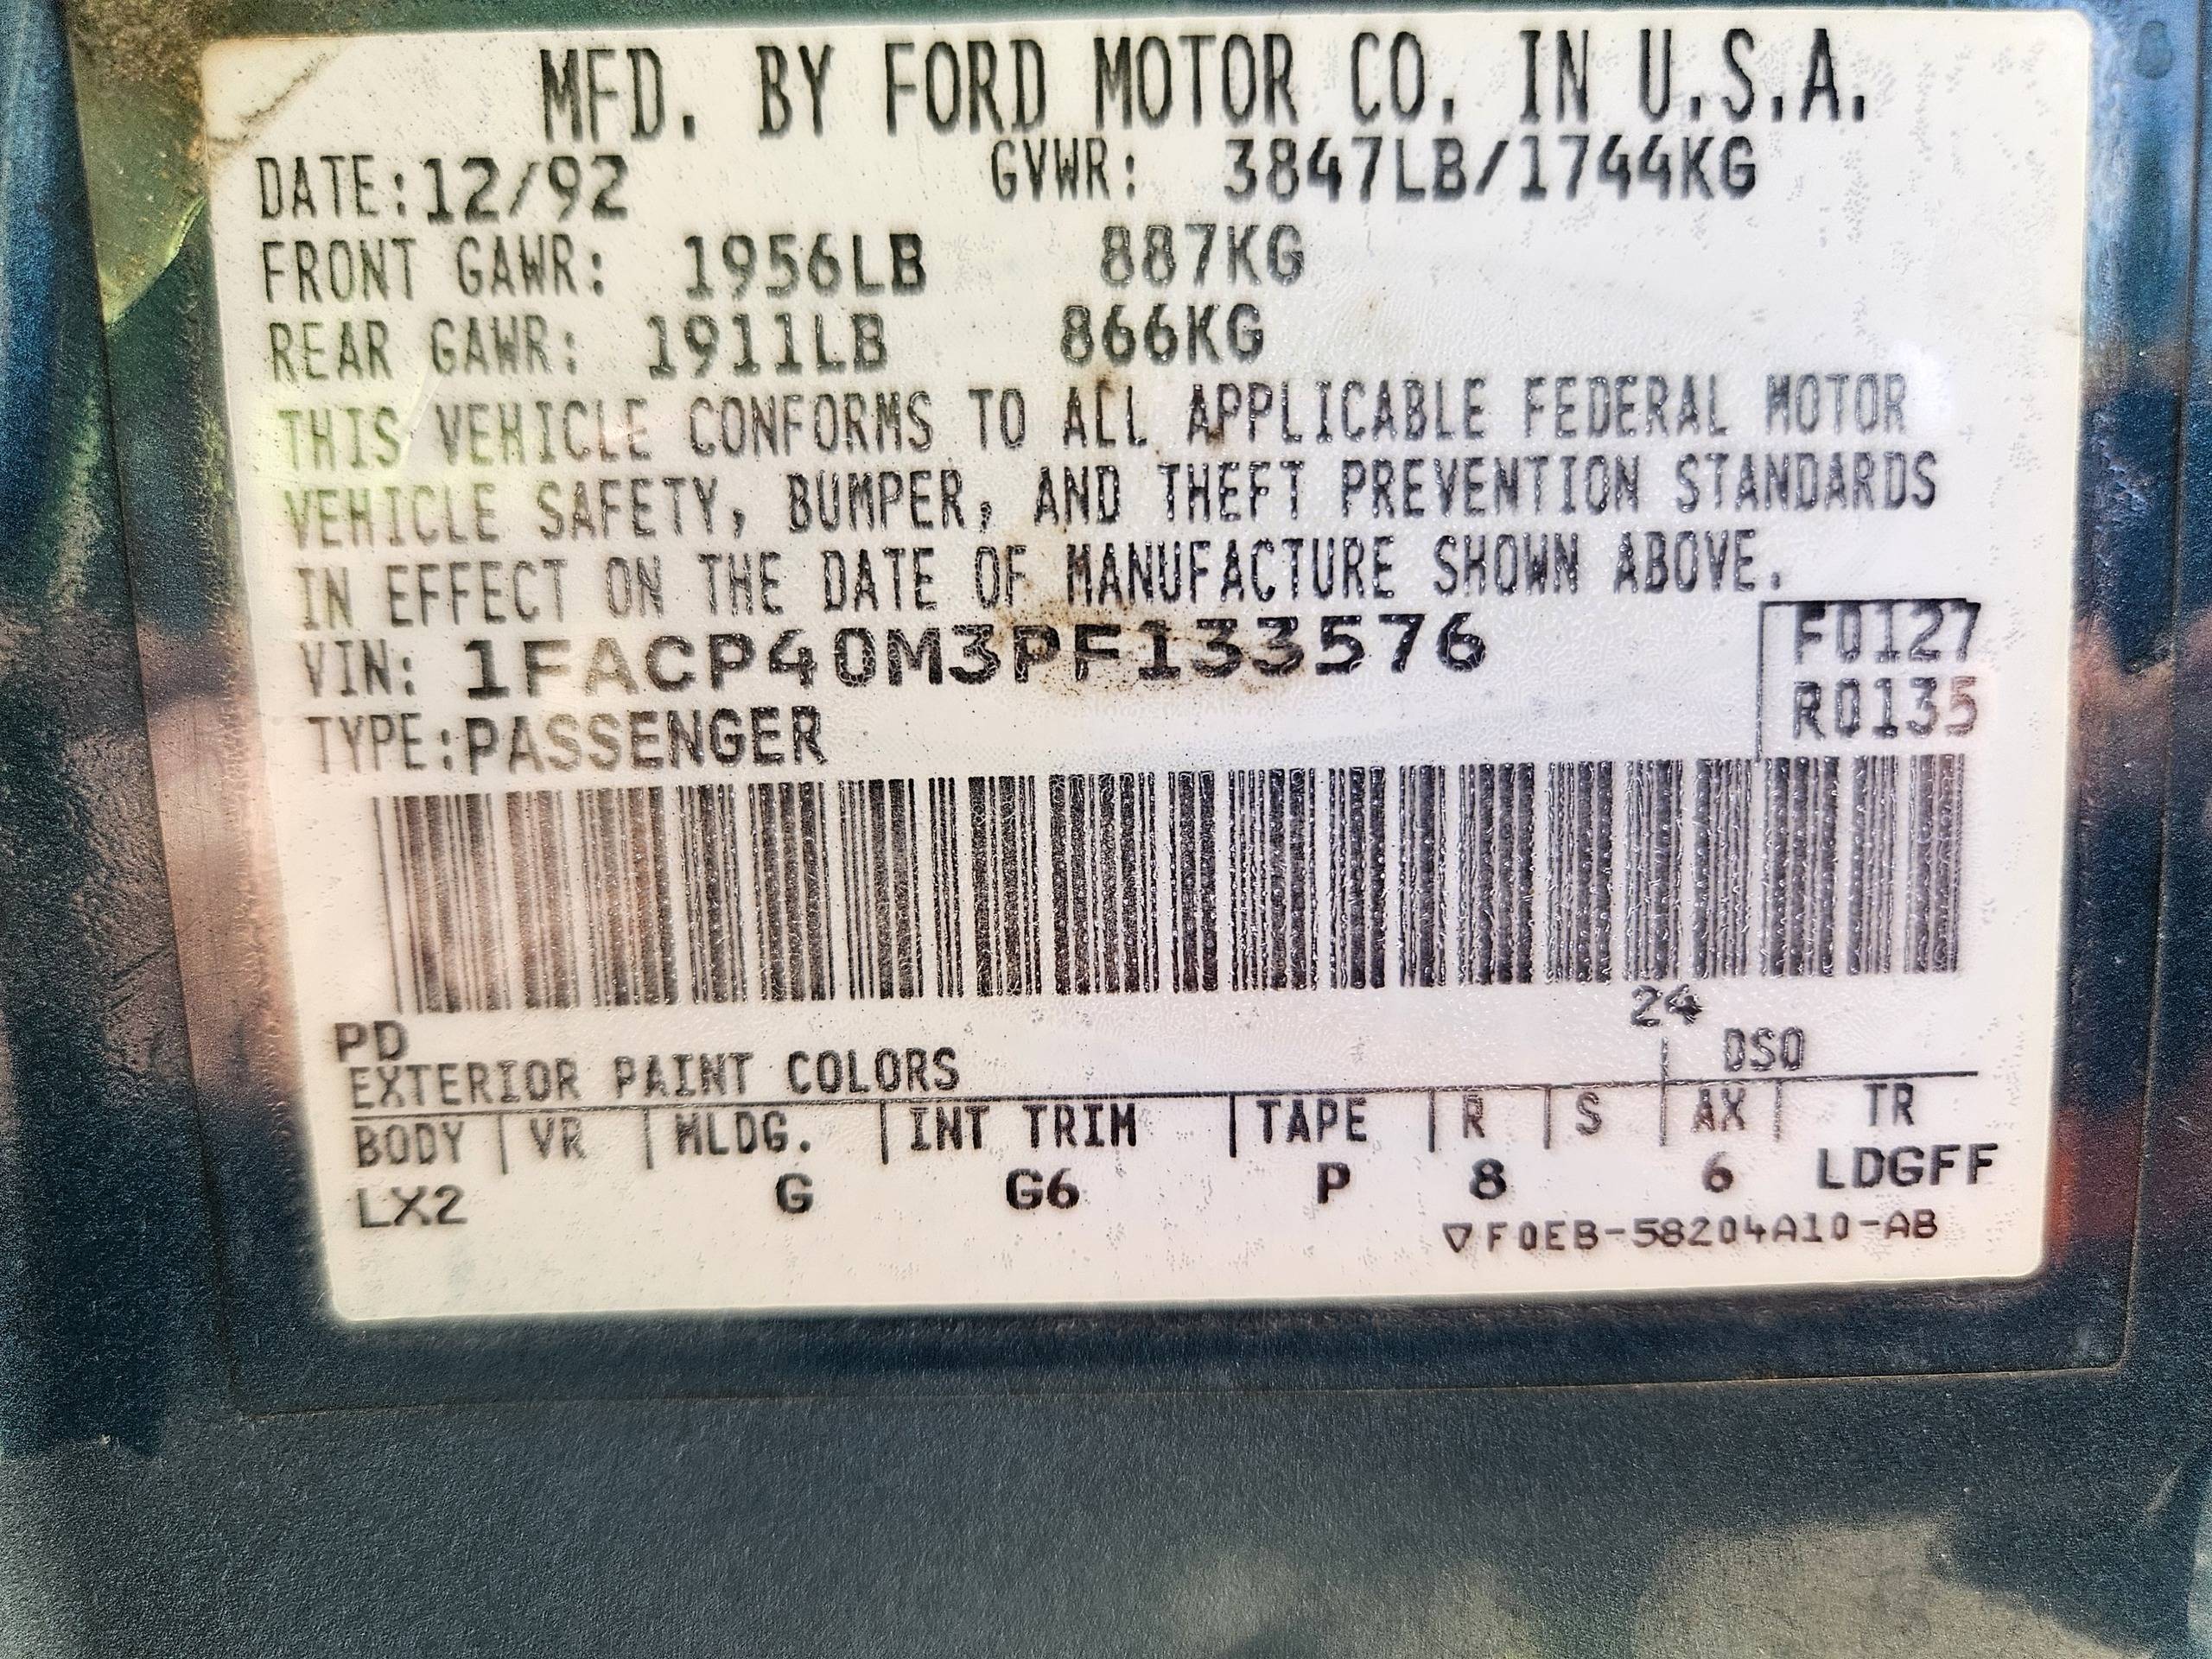 MFD. BY FORD MOTOR CO. IN U.S.A.
DATE:12/92 GVWR: 3847LB/1744KG
FRONT GAWR: 1956LB 887KG
REAR GAWR: 1911LB 866KG
THIS VEHICLE CONFORMS TO ALL APPLICABLE FEDERAL MOTOR
VEHICLE SAFETY, BUMPER, AND THEFT PREVENTION STANDARDS
IN EFFECT ON THE DATE OF MANUFACTURE SHOWN ABOVE.
VIN: 1FACP40M3PF133576 F0127
TYPE:PASSENGER R0135
24
PD DSO
EXTERIOR PAINT COLORS
BODY VR MLDG. INT TRIM TAPE R S AX TR
LX2 G G6 P 8 6 LDGFF
▽F0EB-58204A10-AB